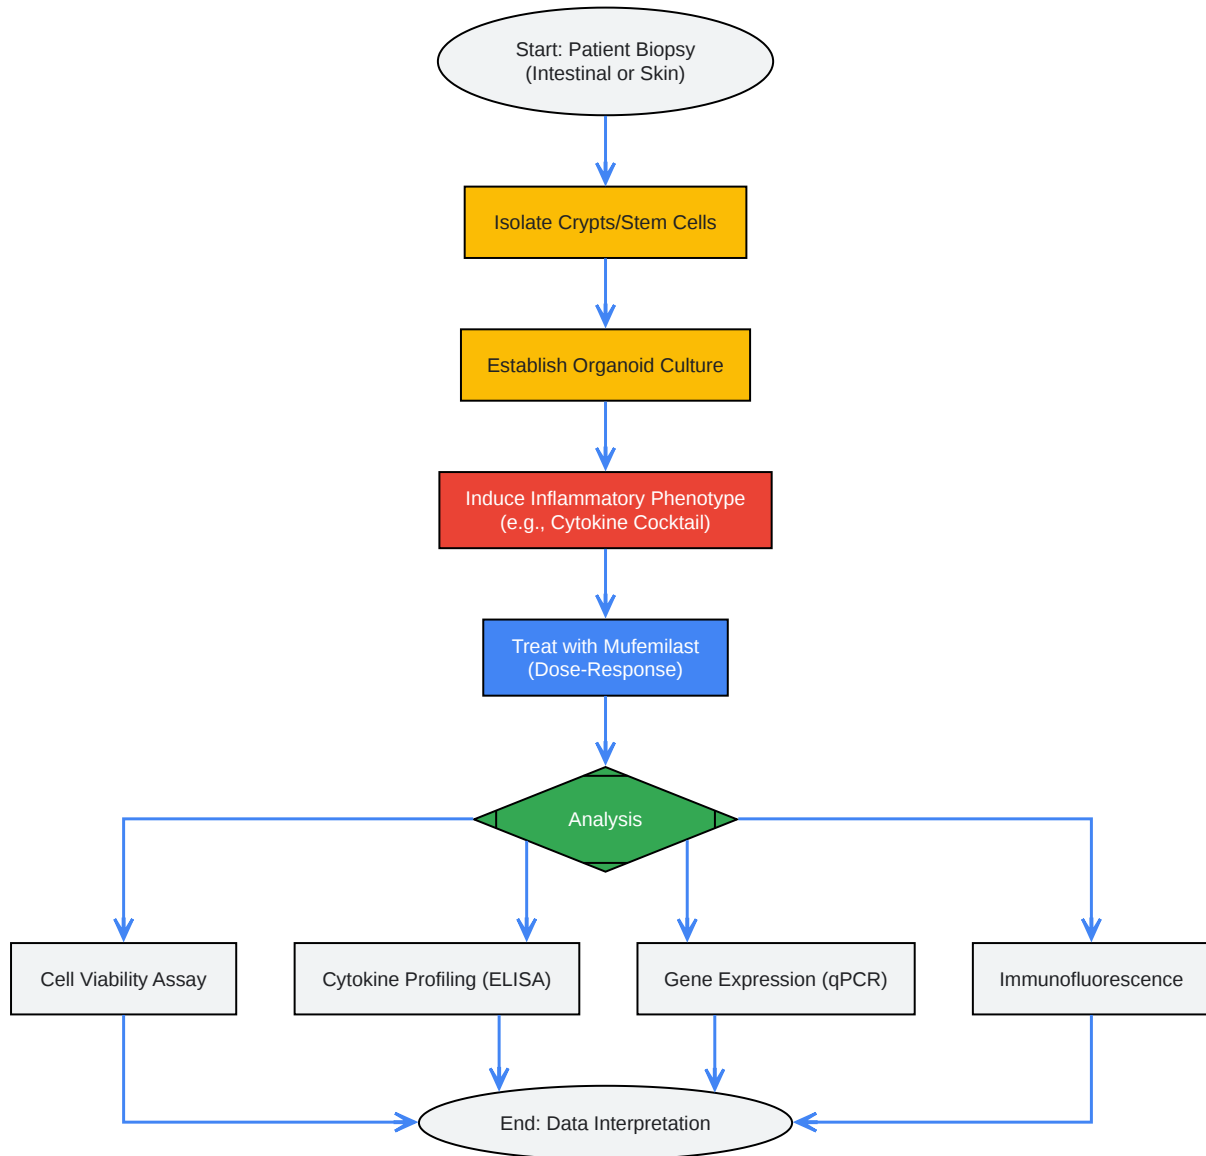 Start: Patient Biopsy
(Intestinal or Skin)
Isolate Crypts/Stem Cells
Establish Organoid Culture
Induce Inflammatory Phenotype
(e.g., Cytokine Cocktail)
Treat with Mufemilast
(Dose-Response)
Analysis
Cell Viability Assay
Cytokine Profiling (ELISA)
Gene Expression (qPCR)
Immunofluorescence
End: Data Interpretation